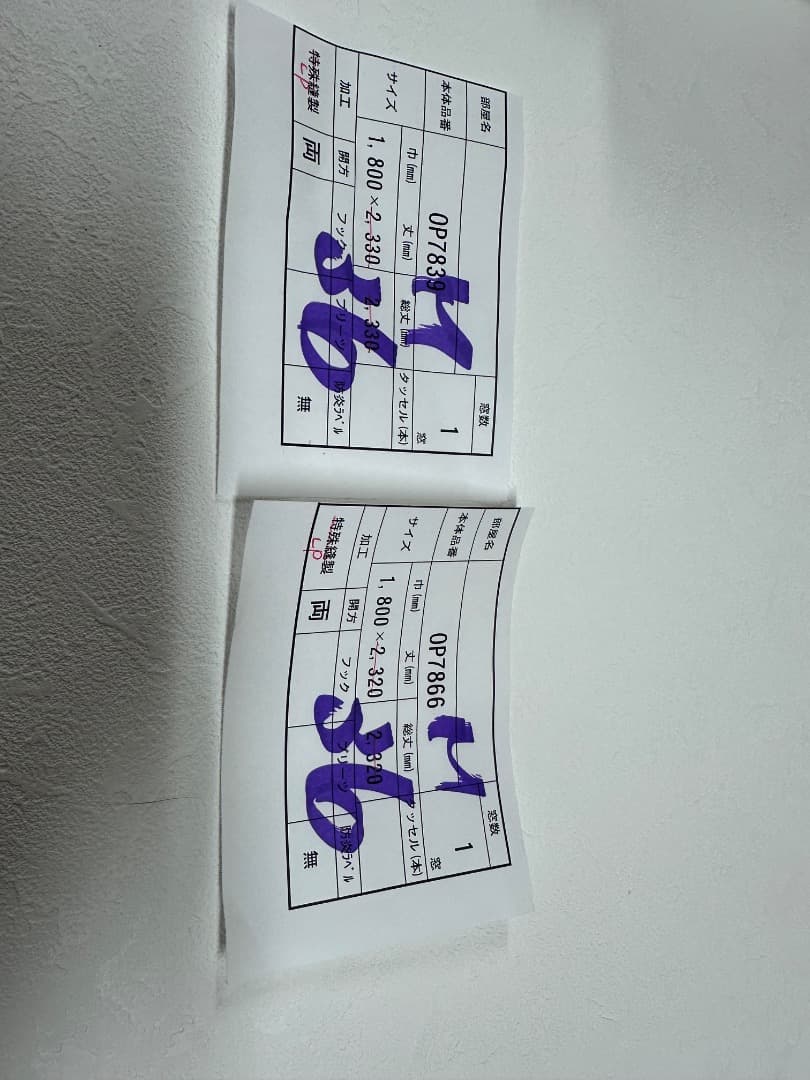 部屋名 窓数
本体品番 OP7839 1 窓
サイズ 巾(mm) 丈(mm) 総丈(mm) タッセル(本)
1,800×2,330 2,330
加工 開方 フック プリーツ 防炎ラベル
特殊縫製 両 無
LP
36
部屋名 窓数
本体品番 OP7866 1 窓
サイズ 巾(mm) 丈(mm) 総丈(mm) タッセル(本)
1,800×2,320 2,320
加工 開方 フック プリーツ 防炎ラベル
特殊縫製 両 無
LP
36